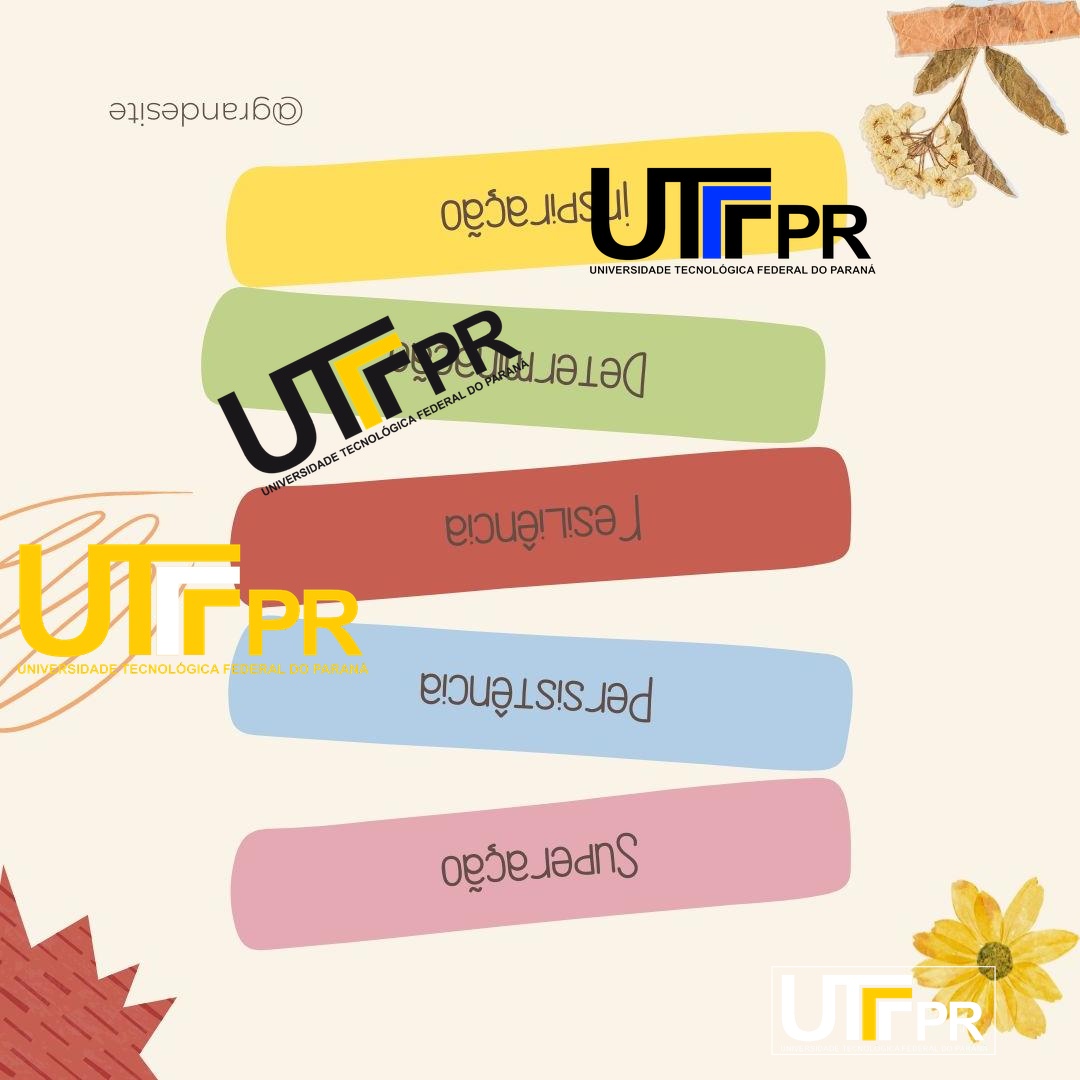 @grandesite
inspiração
UTFPR
UNIVERSIDADE TECNOLÓGICA FEDERAL DO PARANÁ
Determinação
UTFPR
UNIVERSIDADE TECNOLÓGICA FEDERAL DO PARANÁ
resiliência
UTFPR
UNIVERSIDADE TECNOLÓGICA FEDERAL DO PARANÁ
Persistência
Superação
UTFPR